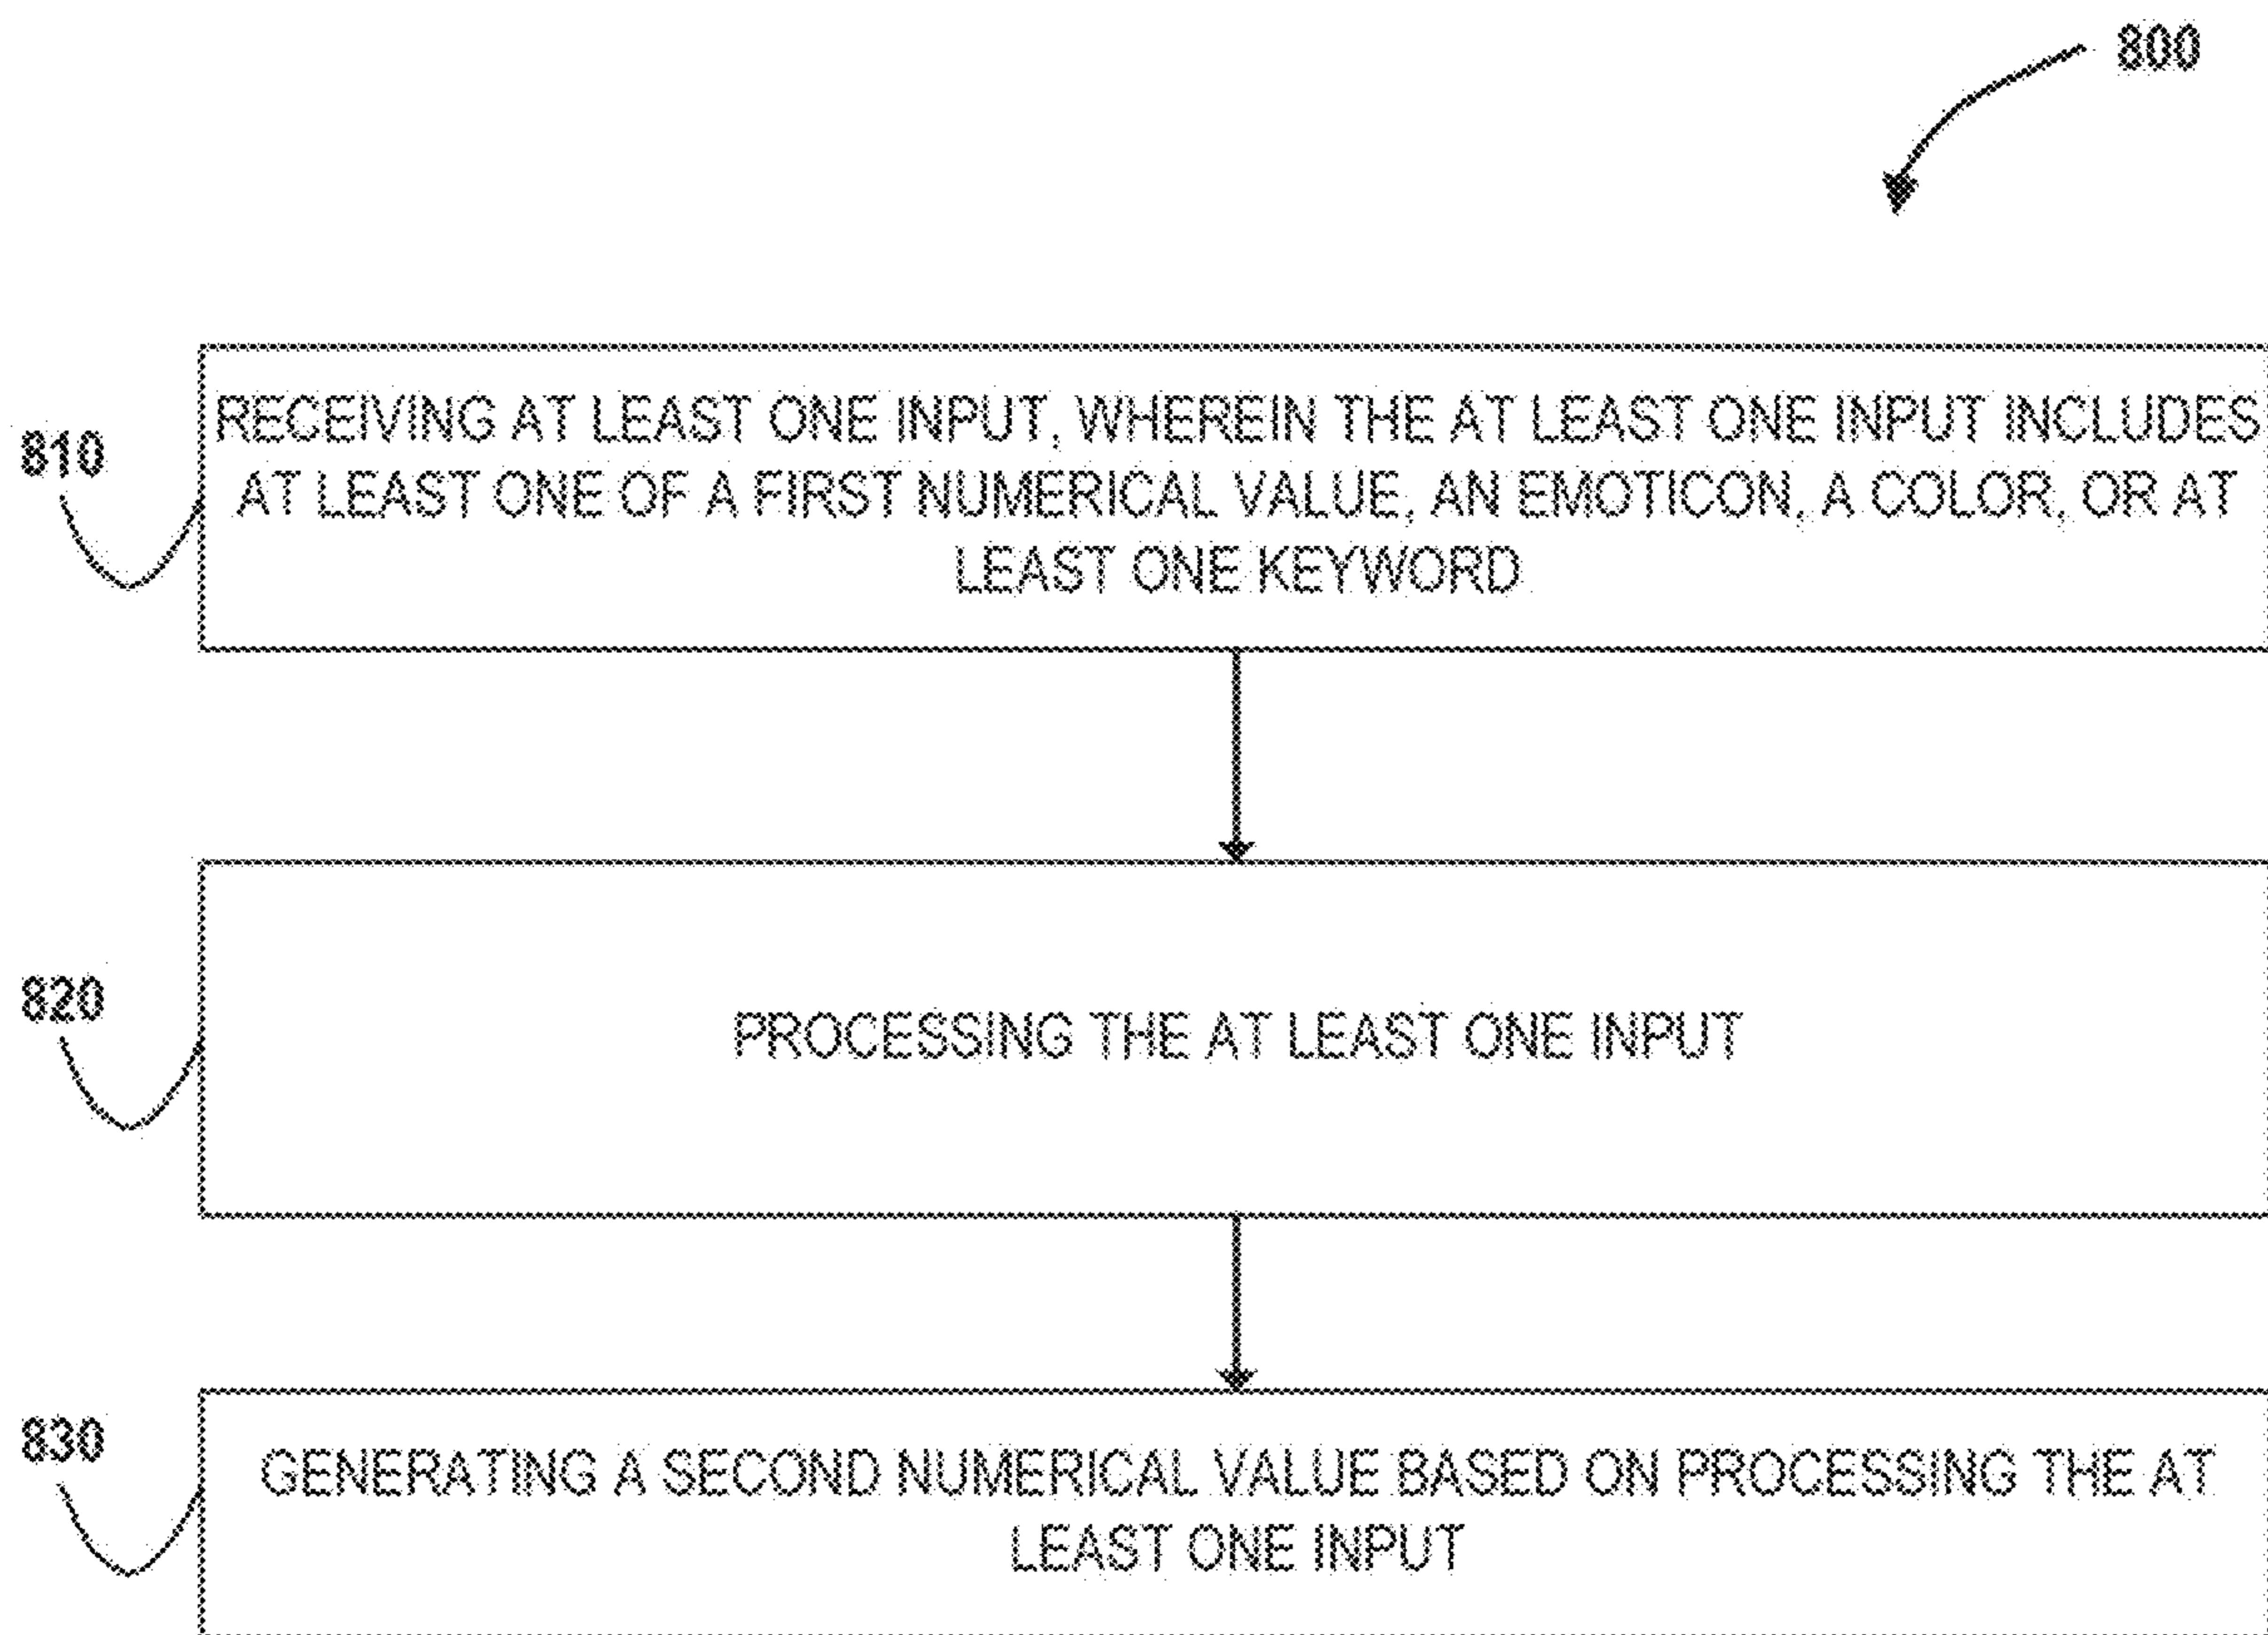 800
810
RECEIVING AT LEAST ONE INPUT, WHEREIN THE AT LEAST ONE INPUT INCLUDES
AT LEAST ONE OF A FIRST NUMERICAL VALUE, AN EMOTICON, A COLOR, OR AT
LEAST ONE KEYWORD
820
PROCESSING THE AT LEAST ONE INPUT
830
GENERATING A SECOND NUMERICAL VALUE BASED ON PROCESSING THE AT
LEAST ONE INPUT